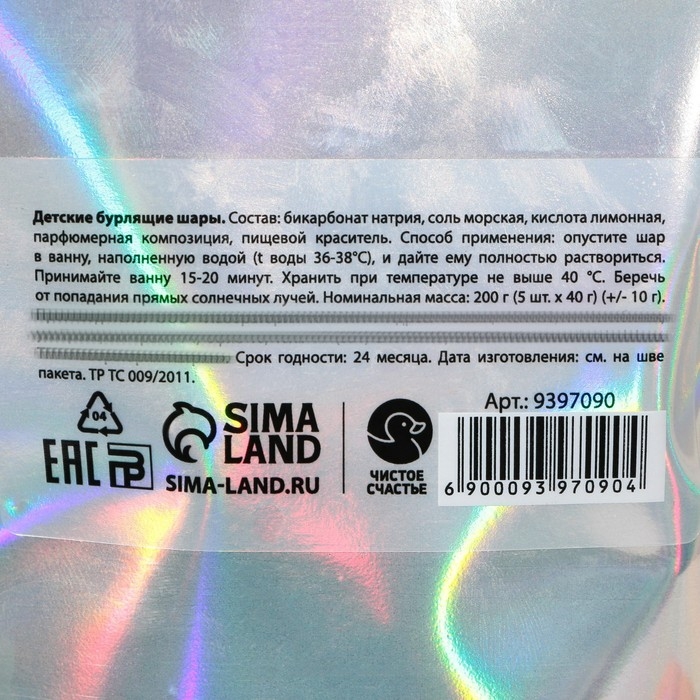 Детские бурлящие шары. Состав: бикарбонат натрия, соль морская, кислота лимонная,
парфюмерная композиция, пищевой краситель. Способ применения: опустите шар
в ванну, наполненную водой (t воды 36-38°С), и дайте ему полностью раствориться.
Принимайте ванну 15-20 минут. Хранить при температуре не выше 40 °С. Беречь
от попадания прямых солнечных лучей. Номинальная масса: 200 г (5 шт. х 40 г) (+/- 10 г).
Срок годности: 24 месяца. Дата изготовления: см. на шве
пакета. ТР ТС 009/2011.
04
EAC
SIMA
LAND
SIMA-LAND.RU
ЧИСТОЕ
СЧАСТЬЕ
Арт.: 9397090
6 900093 970904